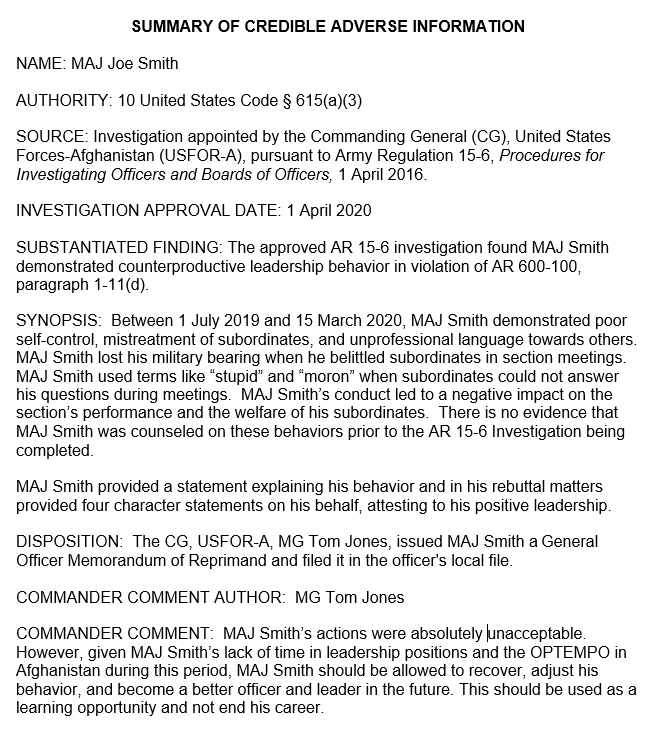 SUMMARY OF CREDIBLE ADVERSE INFORMATION
NAME: MAJ Joe Smith
AUTHORITY: 10 United States Code § 615(a)(3)
SOURCE: Investigation appointed by the Commanding General (CG), United States
Forces-Afghanistan (USFOR-A), pursuant to Army Regulation 15-6, Procedures for
Investigating Officers and Boards of Officers, 1 April 2016.
INVESTIGATION APPROVAL DATE: 1 April 2020
SUBSTANTIATED FINDING: The approved AR 15-6 investigation found MAJ Smith
demonstrated counterproductive leadership behavior in violation of AR 600-100,
paragraph 1-11(d).
SYNOPSIS:  Between 1 July 2019 and 15 March 2020, MAJ Smith demonstrated poor
self-control, mistreatment of subordinates, and unprofessional language towards others.
MAJ Smith lost his military bearing when he belittled subordinates in section meetings.
MAJ Smith used terms like “stupid” and “moron” when subordinates could not answer
his questions during meetings.  MAJ Smith’s conduct led to a negative impact on the
section’s performance and the welfare of his subordinates.  There is no evidence that
MAJ Smith was counseled on these behaviors prior to the AR 15-6 Investigation being
completed.
MAJ Smith provided a statement explaining his behavior and in his rebuttal matters
provided four character statements on his behalf, attesting to his positive leadership.
DISPOSITION:  The CG, USFOR-A, MG Tom Jones, issued MAJ Smith a General
Officer Memorandum of Reprimand and filed it in the officer's local file.
COMMANDER COMMENT AUTHOR:  MG Tom Jones
COMMANDER COMMENT:  MAJ Smith’s actions were absolutely unacceptable.
However, given MAJ Smith’s lack of time in leadership positions and the OPTEMPO in
Afghanistan during this period, MAJ Smith should be allowed to recover, adjust his
behavior, and become a better officer and leader in the future. This should be used as a
learning opportunity and not end his career.